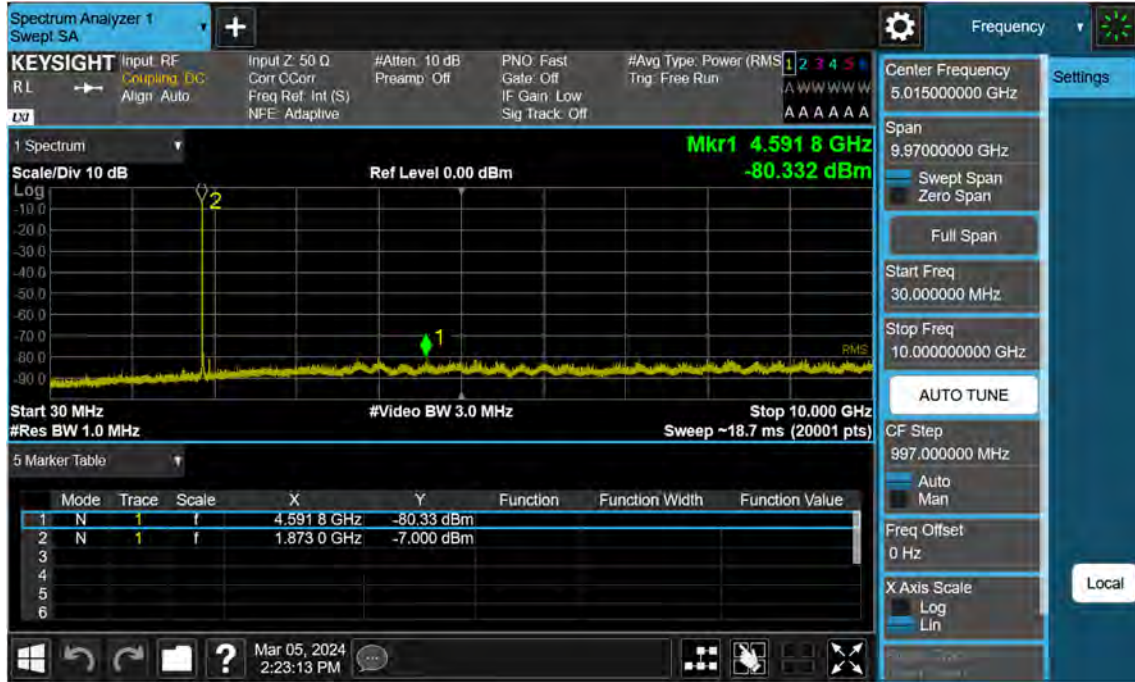 Spectrum Analyzer 1
Swept SA
Frequency
KEYSIGHT
RL
LXI
Input: RF
Coupling: DC
Align: Auto
Input Z: 50 Ω
Corr CCorr
Freq Ref: Int (S)
NFE: Adaptive
#Atten: 10 dB
Preamp: Off
PNO: Fast
Gate: Off
IF Gain: Low
Sig Track: Off
#Avg Type: Power (RMS
Trig: Free Run
1 2 3 4 5 6
A W W W W W
A A A A A A
1 Spectrum
Mkr1 4.591 8 GHz
Scale/Div 10 dB
Ref Level 0.00 dBm
-80.332 dBm
Log
-10.0
-20.0
-30.0
-40.0
-50.0
-60.0
-70.0
-80.0
-90.0
2
1
RMS
Start 30 MHz
#Video BW 3.0 MHz
Stop 10.000 GHz
#Res BW 1.0 MHz
Sweep ~18.7 ms (20001 pts)
5 Marker Table
Mode Trace Scale X Y Function Function Width Function Value
1 N 1 f 4.591 8 GHz -80.33 dBm
2 N 1 f 1.873 0 GHz -7.000 dBm
3
4
5
6
Center Frequency
5.015000000 GHz
Settings
Span
9.97000000 GHz
Swept Span
Zero Span
Full Span
Start Freq
30.000000 MHz
Stop Freq
10.000000000 GHz
AUTO TUNE
CF Step
997.000000 MHz
Auto
Man
Freq Offset
0 Hz
X Axis Scale
Log
Lin
Local
?
Mar 05, 2024
2:23:13 PM